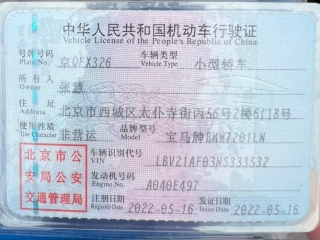 中华人民共和国机动车行驶证
Vehicle License of the People's Republic of China
号牌号码 京OFX326 车辆类型 小型轿车
Plate No. Vehicle Type
所有人 张慧
Owner
住址 北京市西城区太仆寺街丙56号2楼6门8号
Address
使用性质 非营运 品牌型号 宝马牌BMW7201LN
Use Character Model
北京市公安局公安交通管理局
车辆识别代号 LBV21AF03NS333532
VIN
发动机号码 A040E497
Engine No.
注册日期 2022-05-16 发证日期 2022-05-16
Register Date Issue Date